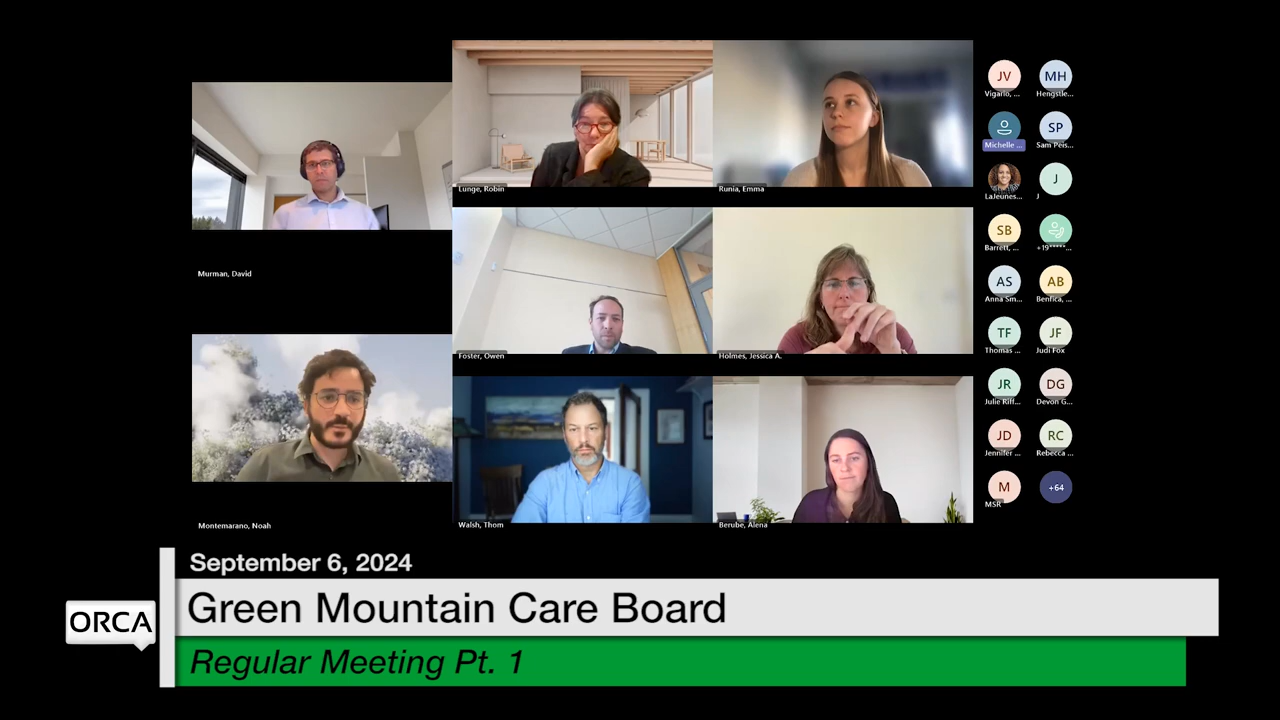 Murman, David
Lunge, Robin
Runia, Emma
Foster, Owen
Holmes, Jessica A.
Montemarano, Noah
Walsh, Thom
Berube, Alena
JV
Vigario, ...
MH
Hengstle...
Michelle ...
SP
Sam Peis...
LaJeunes...
J
J
SB
Barrett, ...
+19*****...
AS
Anna Sm...
AB
Benfica, ...
TF
Thomas ...
JF
Judi Fox
JR
Julie Riff...
DG
Devon G...
JD
Jennifer ...
RC
Rebecca ...
M
MSR
+64
September 6, 2024
ORCA
Green Mountain Care Board
Regular Meeting Pt. 1